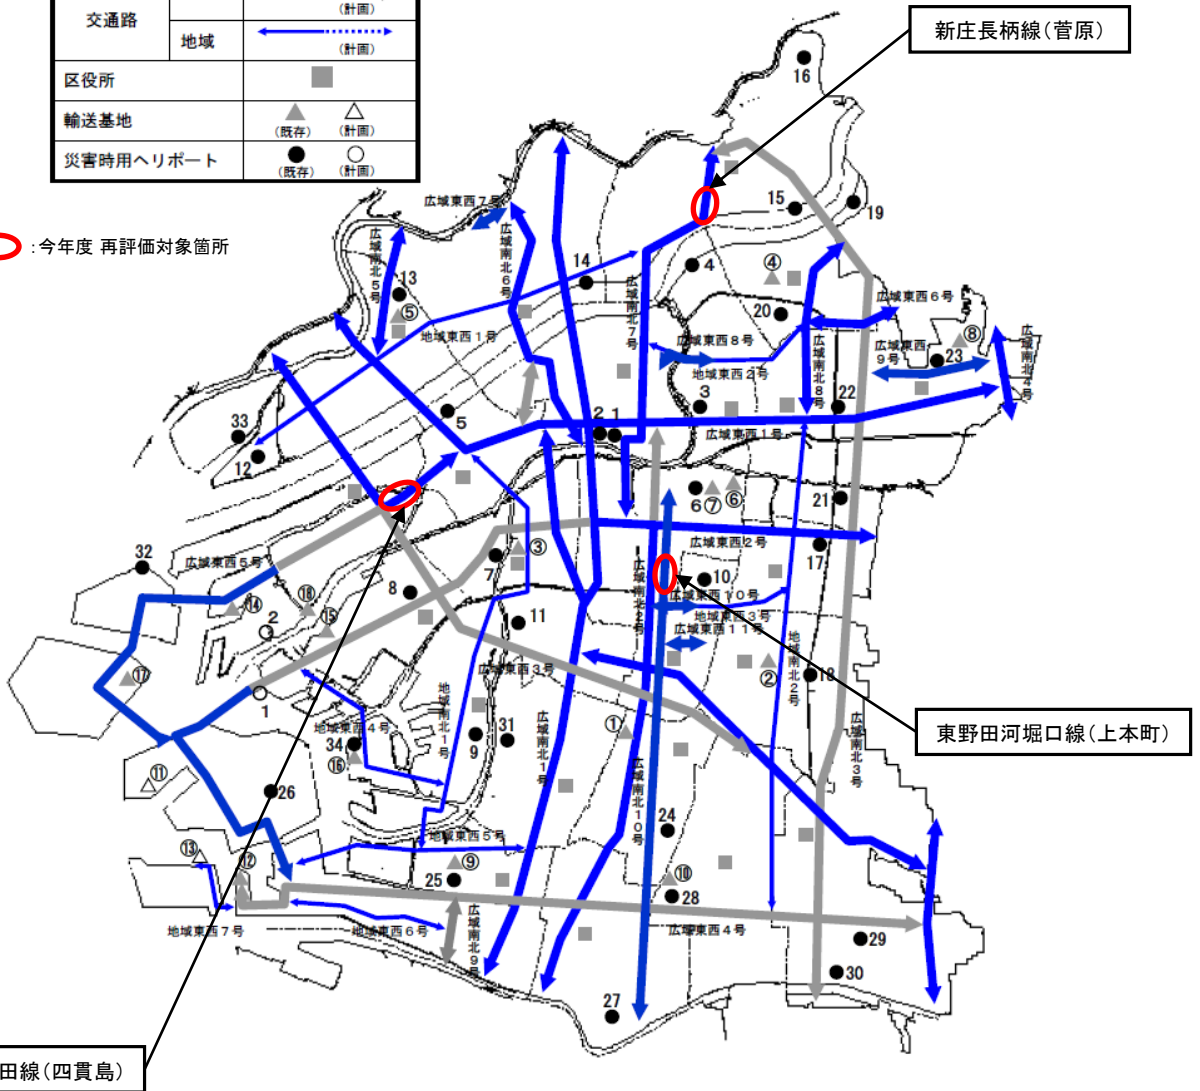 (計画)
交通路
地域
(計画)
区役所
輸送基地
(既存)
(計画)
災害時用ヘリポート
(既存)
(計画)
:今年度 再評価対象箇所
新庄長柄線(菅原)
16
広域東西7号
広域南北5号
広域南北6号
15
19
14
4
④
13
⑤
広域南北7号
広域東西6号
20
地域東西1号
広域東西8号
広域南北8号
広域東西9号
⑧
23
広域南北4号
地域東西2号
3
22
5
2
1
広域東西1号
33
12
6
⑦
⑥
21
広域東西2号
17
32
広域東西5号
③
7
8
広域南北2号
10
広域東西10号
地域東西3号
⑱
⑭
⑮
2
11
広域東西11号
地域南北2号
⑰
広域東西3号
②
18
1
地域南北1号
地域東西4号
34
⑯
9
31
広域南北1号
①
広域南北10号
広域南北3号
東野田河堀口線(上本町)
⑪
26
24
地域東西5号
⑬
⑫
⑨
25
⑩
28
地域東西7号
地域東西6号
広域南北9号
広域東西4号
29
30
27
田線(四貫島)